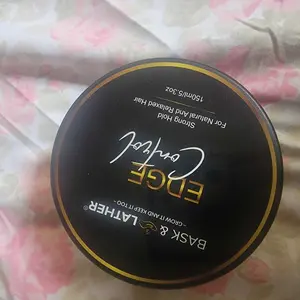 BASK & LATHER®
- GROW IT AND KEEP IT TOO -
EDGE
Control
Strong Hold
For Natural And Relaxed Hair
150ml/5.3oz